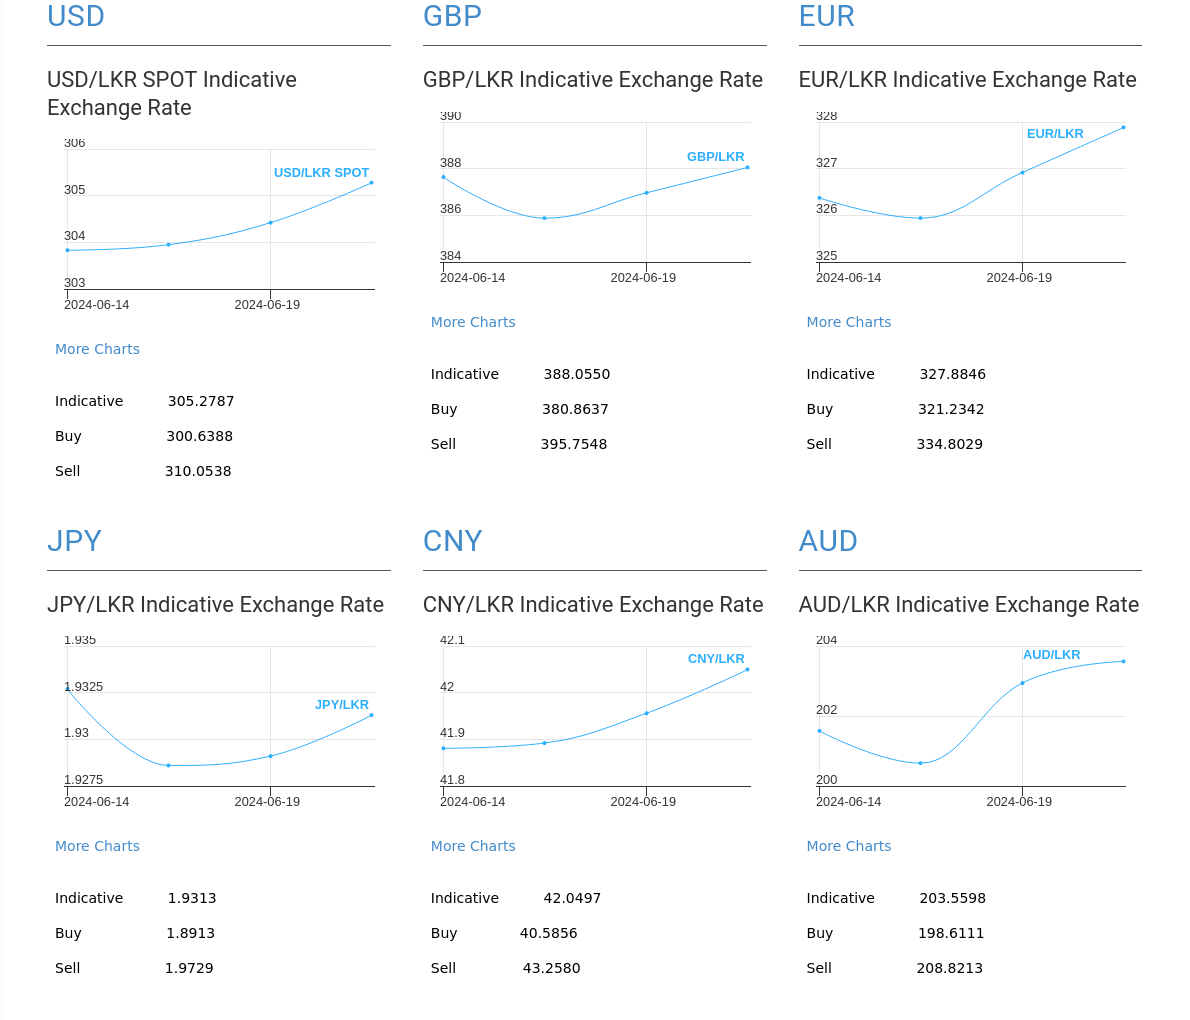 USD
USD/LKR SPOT Indicative
Exchange Rate
306
305
304
303
USD/LKR SPOT
2024-06-14 2024-06-19
More Charts
Indicative 305.2787
Buy 300.6388
Sell 310.0538
GBP
GBP/LKR Indicative Exchange Rate
390
388
386
384
GBP/LKR
2024-06-14 2024-06-19
More Charts
Indicative 388.0550
Buy 380.8637
Sell 395.7548
EUR
EUR/LKR Indicative Exchange Rate
328
327
326
325
EUR/LKR
2024-06-14 2024-06-19
More Charts
Indicative 327.8846
Buy 321.2342
Sell 334.8029
JPY
JPY/LKR Indicative Exchange Rate
1.935
1.9325
1.93
1.9275
JPY/LKR
2024-06-14 2024-06-19
More Charts
Indicative 1.9313
Buy 1.8913
Sell 1.9729
CNY
CNY/LKR Indicative Exchange Rate
42.1
42
41.9
41.8
CNY/LKR
2024-06-14 2024-06-19
More Charts
Indicative 42.0497
Buy 40.5856
Sell 43.2580
AUD
AUD/LKR Indicative Exchange Rate
204
202
200
AUD/LKR
2024-06-14 2024-06-19
More Charts
Indicative 203.5598
Buy 198.6111
Sell 208.8213